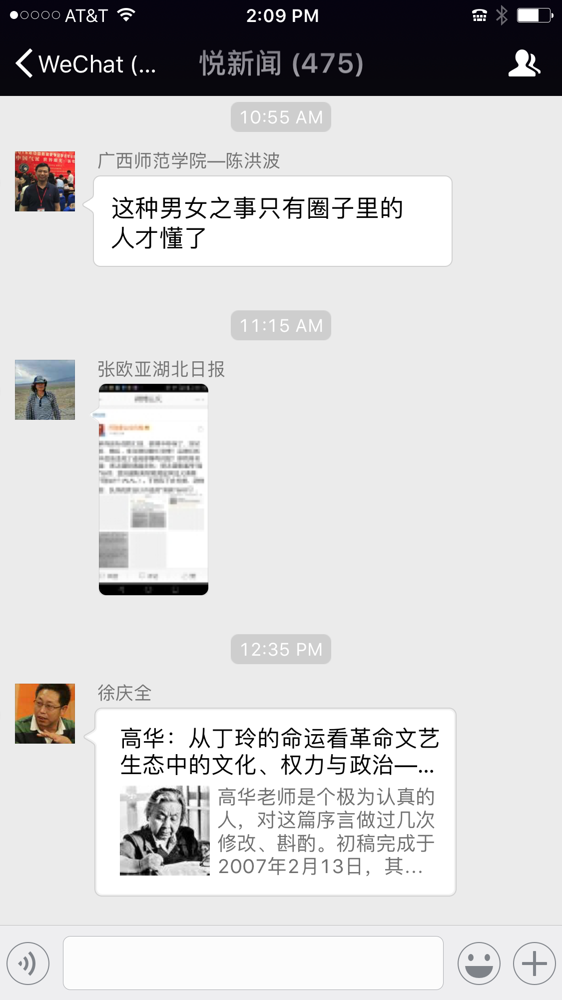 AT&T
2:09 PM
WeChat (...
悦新闻 (475)
10:55 AM
广西师范学院—陈洪波
这种男女之事只有圈子里的
人才懂了
11:15 AM
张欧亚湖北日报
12:35 PM
徐庆全
高华：从丁玲的命运看革命文艺
生态中的文化、权力与政治—...
高华老师是个极为认真的
人，对这篇序言做过几次
修改、斟酌。初稿完成于
2007年2月13日，其...